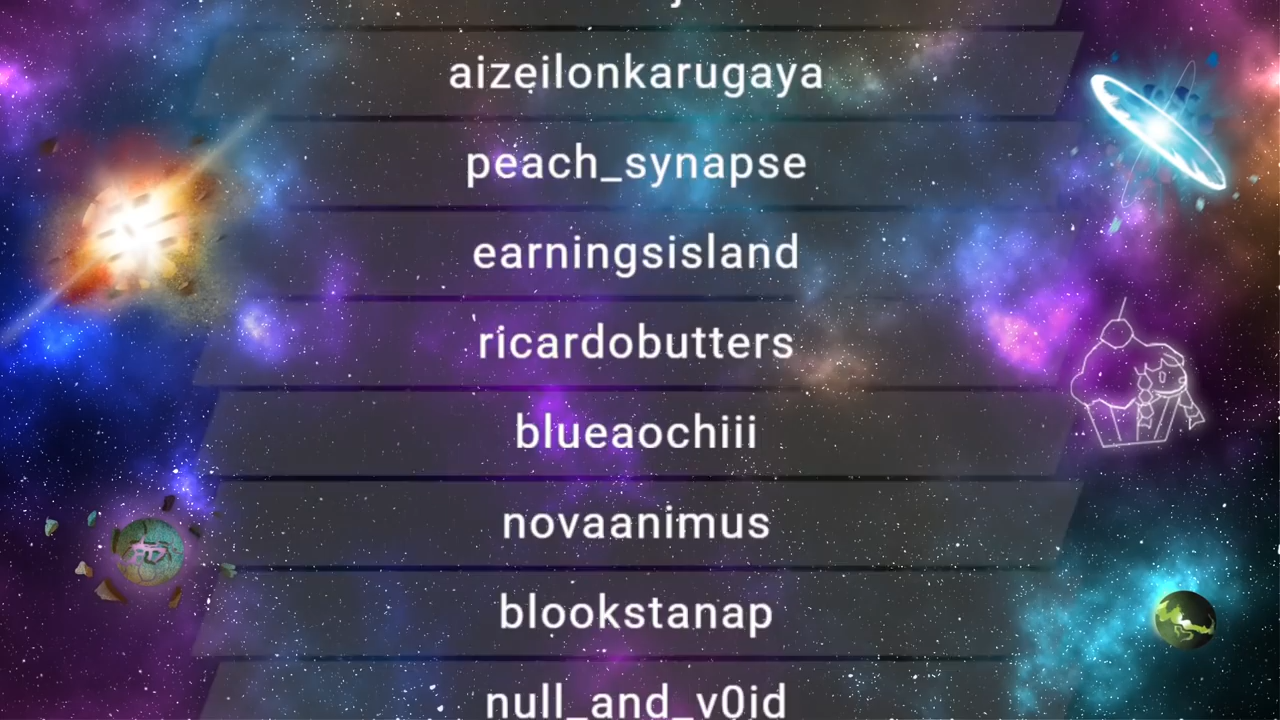 aizeilonkarugaya
peach_synapse
earningsisland
ricardobutters
blueaochiii
novaanimus
blookstanap
null_and_v0id